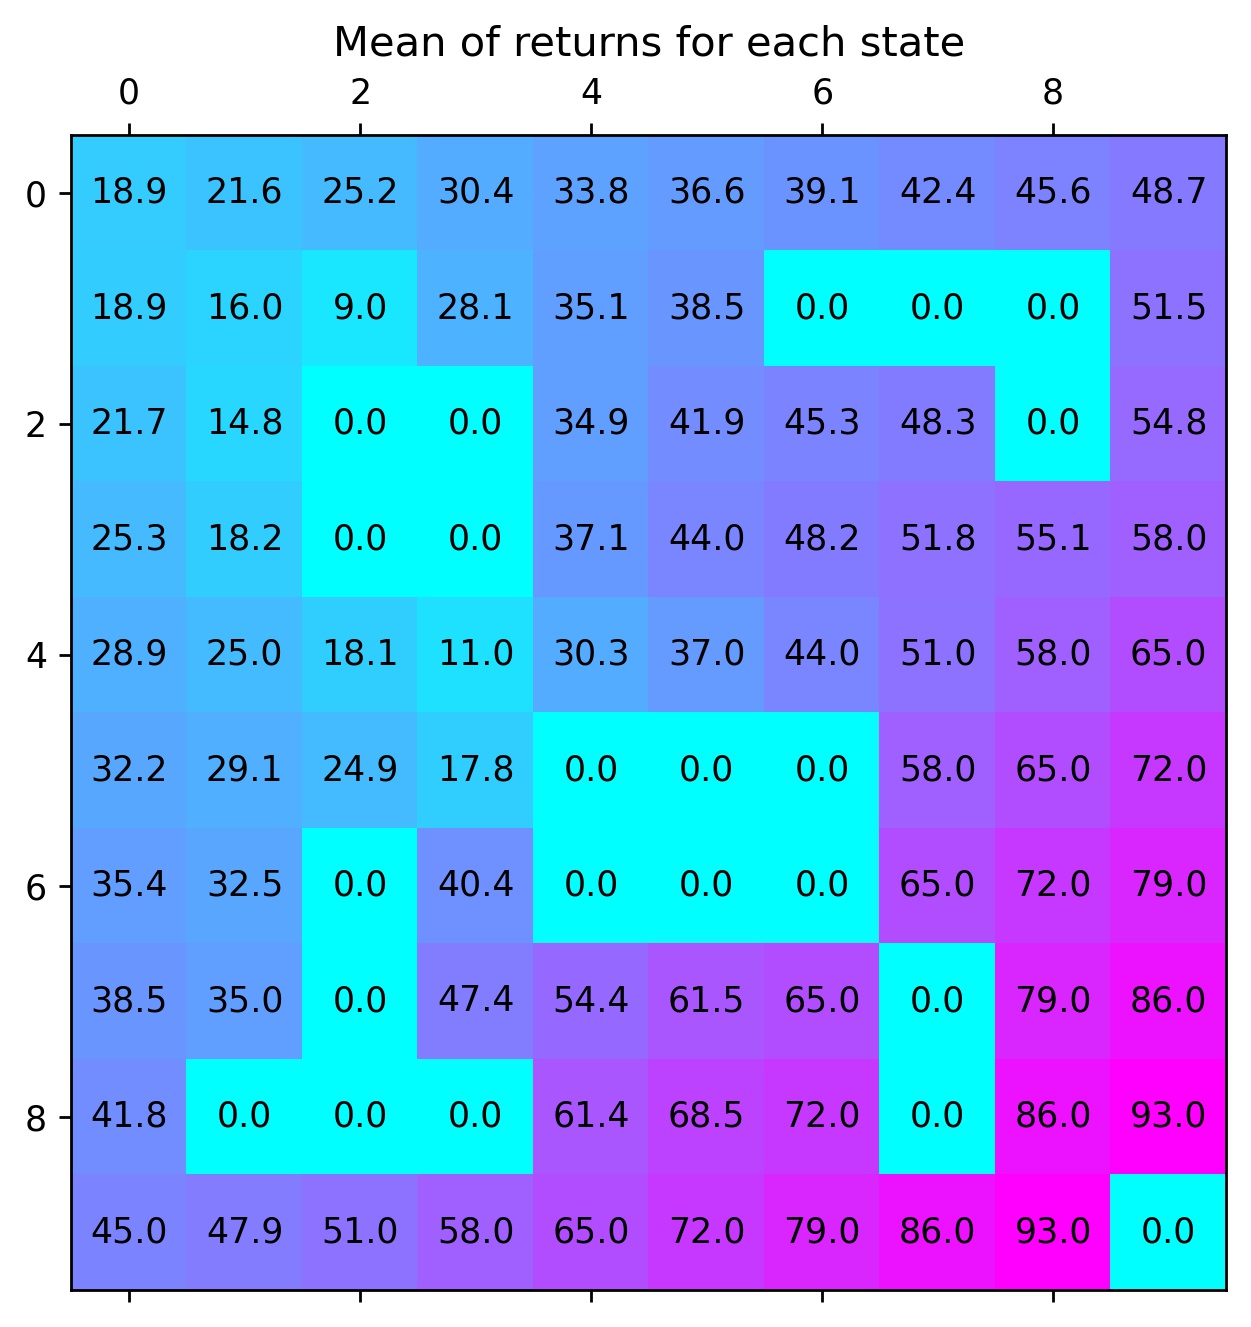 Mean of returns for each state
0 2 4 6 8
0 18.9 21.6 25.2 30.4 33.8 36.6 39.1 42.4 45.6 48.7
18.9 16.0 9.0 28.1 35.1 38.5 0.0 0.0 0.0 51.5
2 21.7 14.8 0.0 0.0 34.9 41.9 45.3 48.3 0.0 54.8
25.3 18.2 0.0 0.0 37.1 44.0 48.2 51.8 55.1 58.0
4 28.9 25.0 18.1 11.0 30.3 37.0 44.0 51.0 58.0 65.0
32.2 29.1 24.9 17.8 0.0 0.0 0.0 58.0 65.0 72.0
6 35.4 32.5 0.0 40.4 0.0 0.0 0.0 65.0 72.0 79.0
38.5 35.0 0.0 47.4 54.4 61.5 65.0 0.0 79.0 86.0
8 41.8 0.0 0.0 0.0 61.4 68.5 72.0 0.0 86.0 93.0
45.0 47.9 51.0 58.0 65.0 72.0 79.0 86.0 93.0 0.0